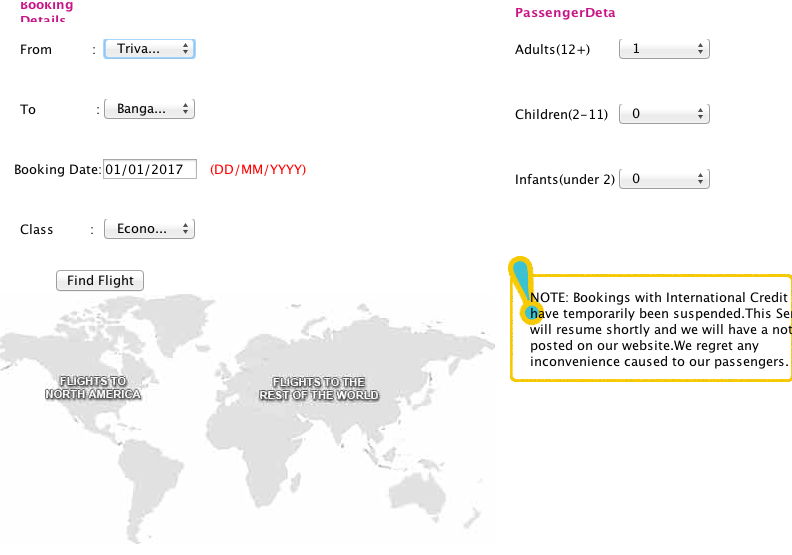 Booking
Details
PassengerDeta
From : Triva...
Adults(12+) 1
To : Banga...
Children(2-11) 0
Booking Date: 01/01/2017 (DD/MM/YYYY)
Infants(under 2) 0
Class : Econo...
Find Flight
NOTE: Bookings with International Credit
have temporarily been suspended.This Ser
will resume shortly and we will have a not
posted on our website.We regret any
inconvenience caused to our passengers.
FLIGHTS TO
NORTH AMERICA
FLIGHTS TO THE
REST OF THE WORLD